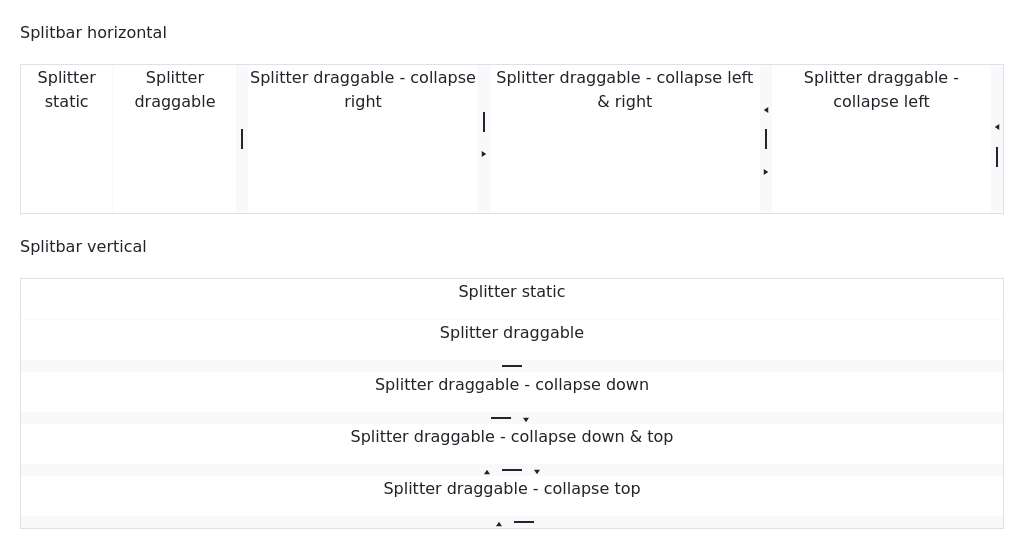 Splitbar horizontal
Splitter
static
Splitter
draggable
Splitter draggable - collapse
right
Splitter draggable - collapse left
& right
Splitter draggable -
collapse left
Splitbar vertical
Splitter static
Splitter draggable
Splitter draggable - collapse down
Splitter draggable - collapse down & top
Splitter draggable - collapse top